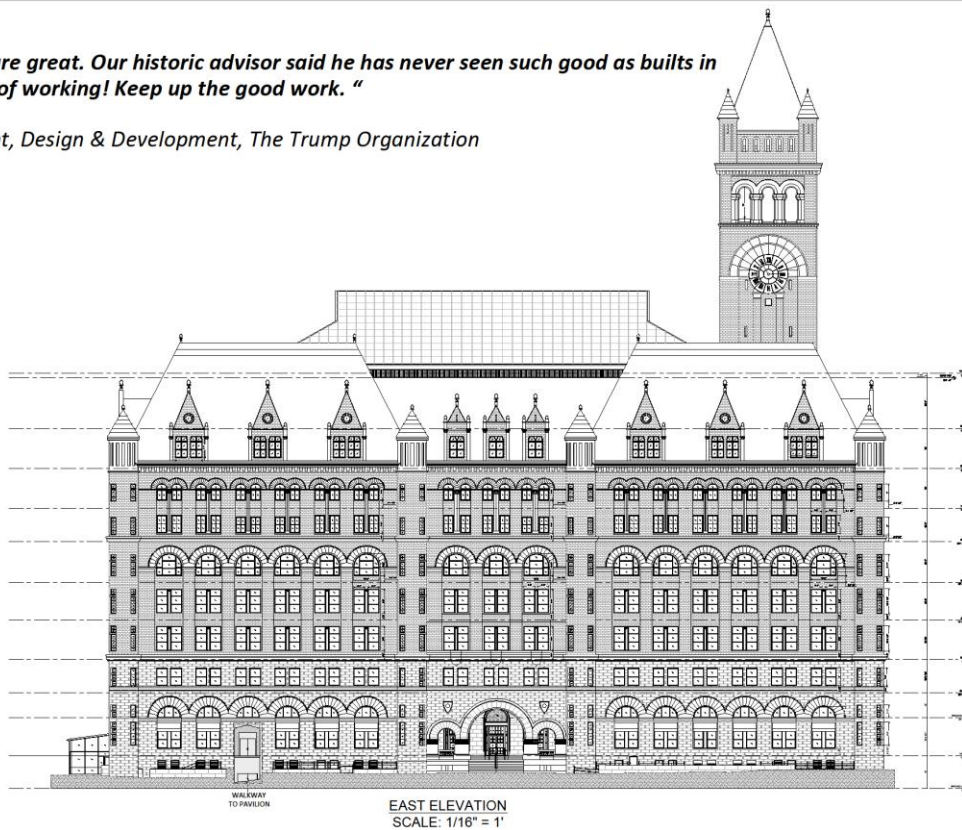 re great. Our historic advisor said he has never seen such good as builts in
of working! Keep up the good work. “
t, Design & Development, The Trump Organization
WALKWAY
TO PAVILION
EAST ELEVATION
SCALE: 1/16" = 1'